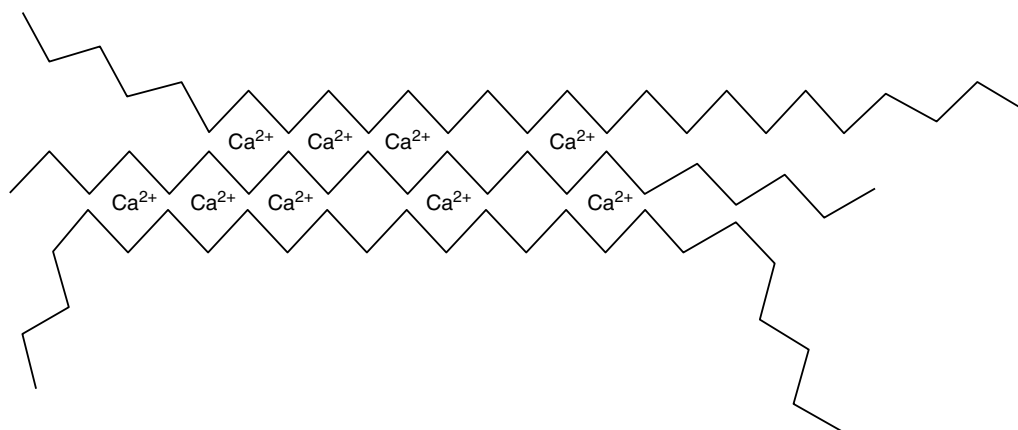 Ca²⁺ Ca²⁺ Ca²⁺ Ca²⁺
Ca²⁺ Ca²⁺ Ca²⁺ Ca²⁺ Ca²⁺